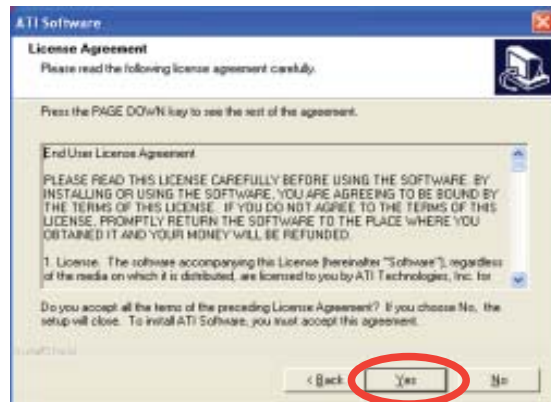 ATI Software
License Agreement
Please read the following license agreement carefully.
Press the PAGE DOWN key to see the rest of the agreement.
End User License Agreement
PLEASE READ THIS LICENSE CAREFULLY BEFORE USING THE SOFTWARE. BY
INSTALLING OR USING THE SOFTWARE, YOU ARE AGREEING TO BE BOUND BY
THE TERMS OF THIS LICENSE. IF YOU DO NOT AGREE TO THE TERMS OF THIS
LICENSE, PROMPTLY RETURN THE SOFTWARE TO THE PLACE WHERE YOU
OBTAINED IT AND YOUR MONEY WILL BE REFUNDED.
1. License. The software accompanying this License (hereinafter "Software"), regardless
of the media on which it is distributed, are licensed to you by ATI Technologies, Inc. for
Do you accept all the terms of the preceding License Agreement? If you choose No, the
setup will close. To install ATI Software, you must accept this agreement.
InstallShield
< Back Yes No